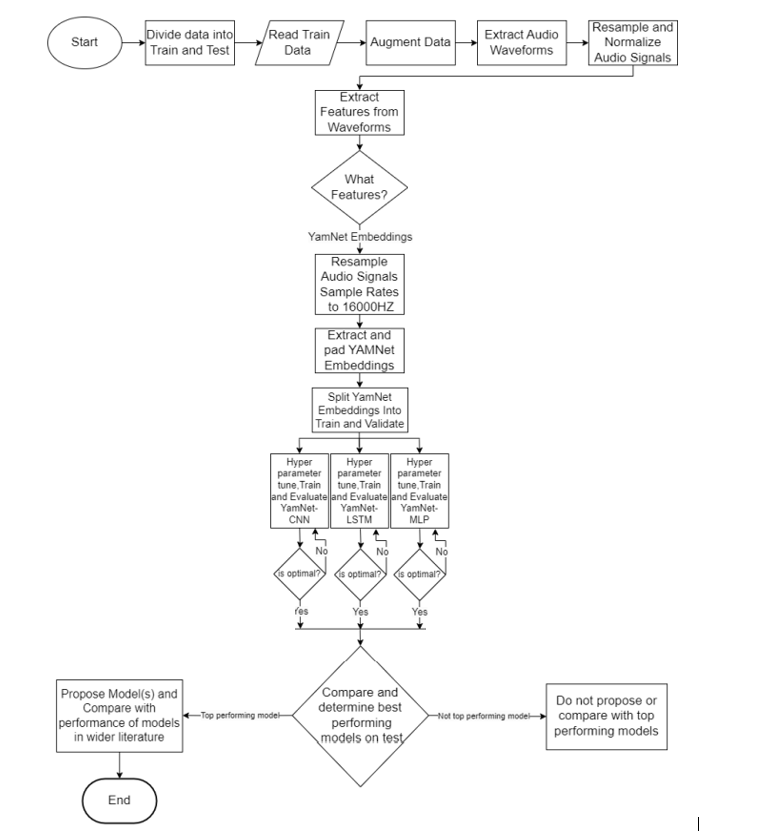 Start
Divide data into
Train and Test
Read Train
Data
Augment Data
Extract Audio
Waveforms
Resample and
Normalize
Audio Signals
Extract
Features from
Waveforms
What
Features?
YamNet Embeddings
Resample
Audio Signals
Sample Rates
to 16000HZ
Extract and
pad YAMNet
Embeddings
Split YamNet
Embeddings Into
Train and Validate
Hyper
parameter
tune,Train
and Evaluate
YamNet-
CNN
Hyper
parameter
tune,Train
and Evaluate
YamNet-
LSTM
Hyper
parameter
tune,Train
and Evaluate
YamNet-
MLP
No
No
No
is optimal?
is optimal?
is optimal?
Yes
Yes
Yes
Compare and
determine best
performing
models on test
Top performing model
Not top performing model
Propose Model(s) and
Compare with
performance of models
in wider literature
Do not propose or
compare with top
performing models
End